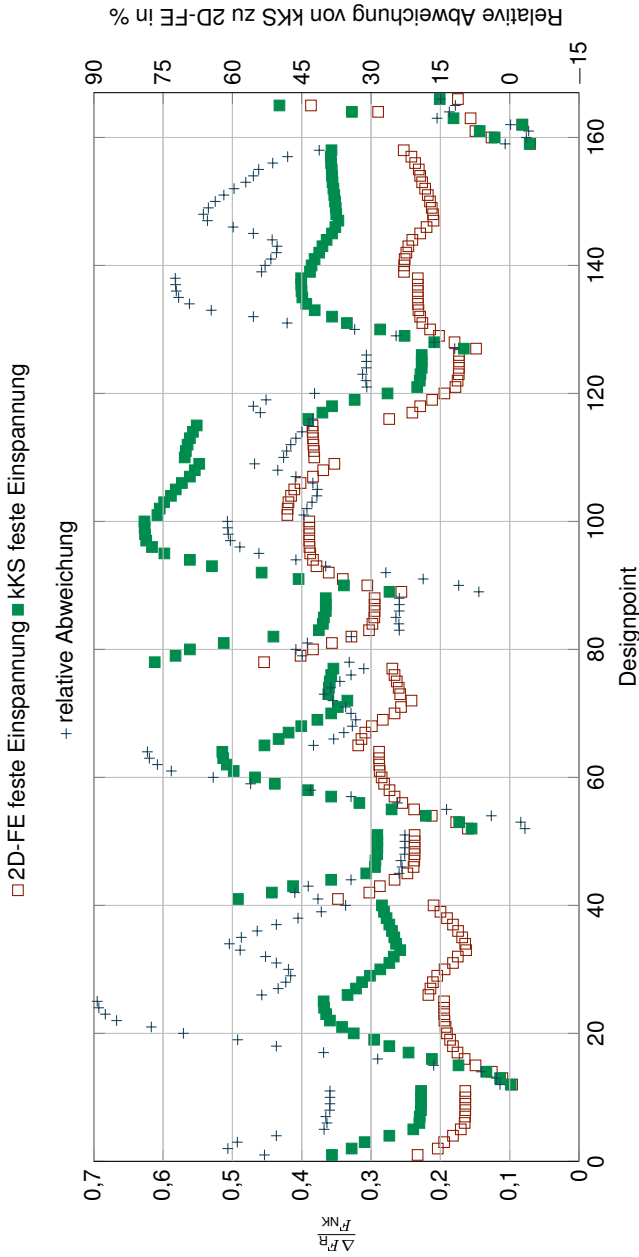 □ 2D-FE feste Einspannung ■ kKS feste Einspannung
+ relative Abweichung
Δ F_R / F_NK
0,7
0,6
0,5
0,4
0,3
0,2
0,1
0
Relative Abweichung von kKS zu 2D-FE in %
90
75
60
45
30
15
0
−15
0 20 40 60 80 100 120 140 160
Designpoint